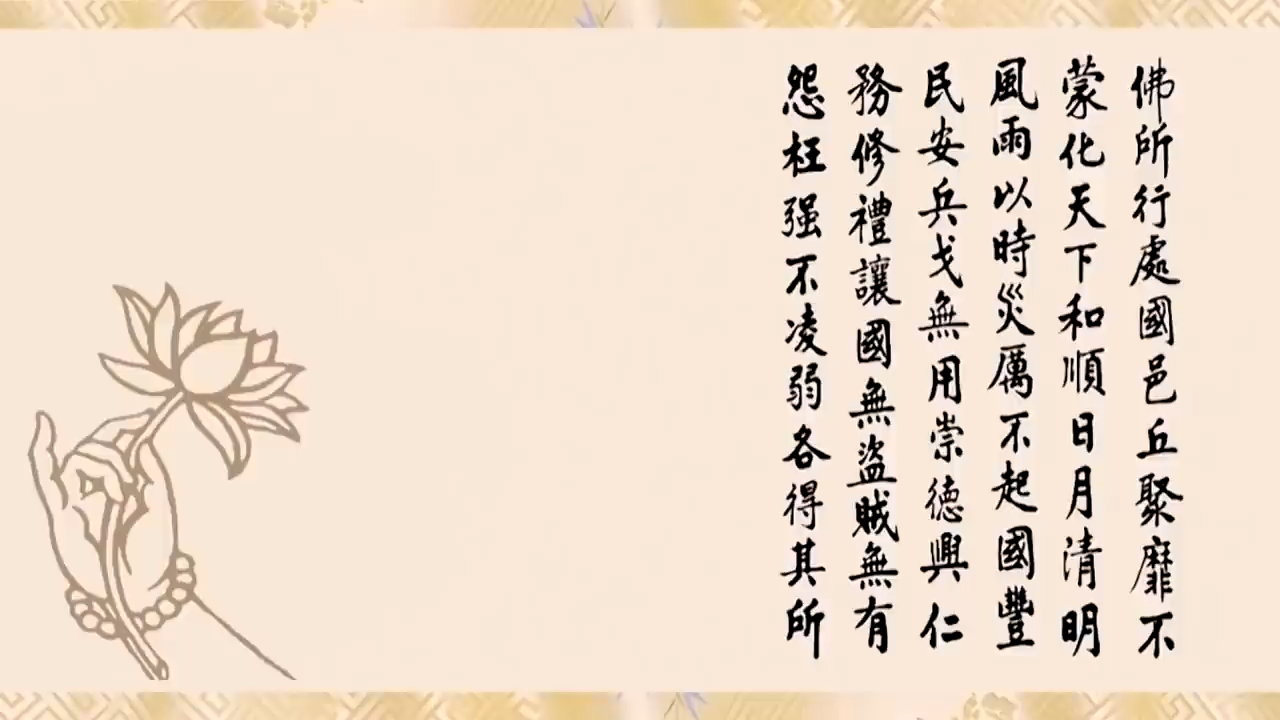 佛所行處國邑丘聚靡不
蒙化天下和順日月清明
風雨以時災厲不起國豐
民安兵戈無用崇德興仁
務修禮讓國無盜賊無有
怨枉强不凌弱各得其所